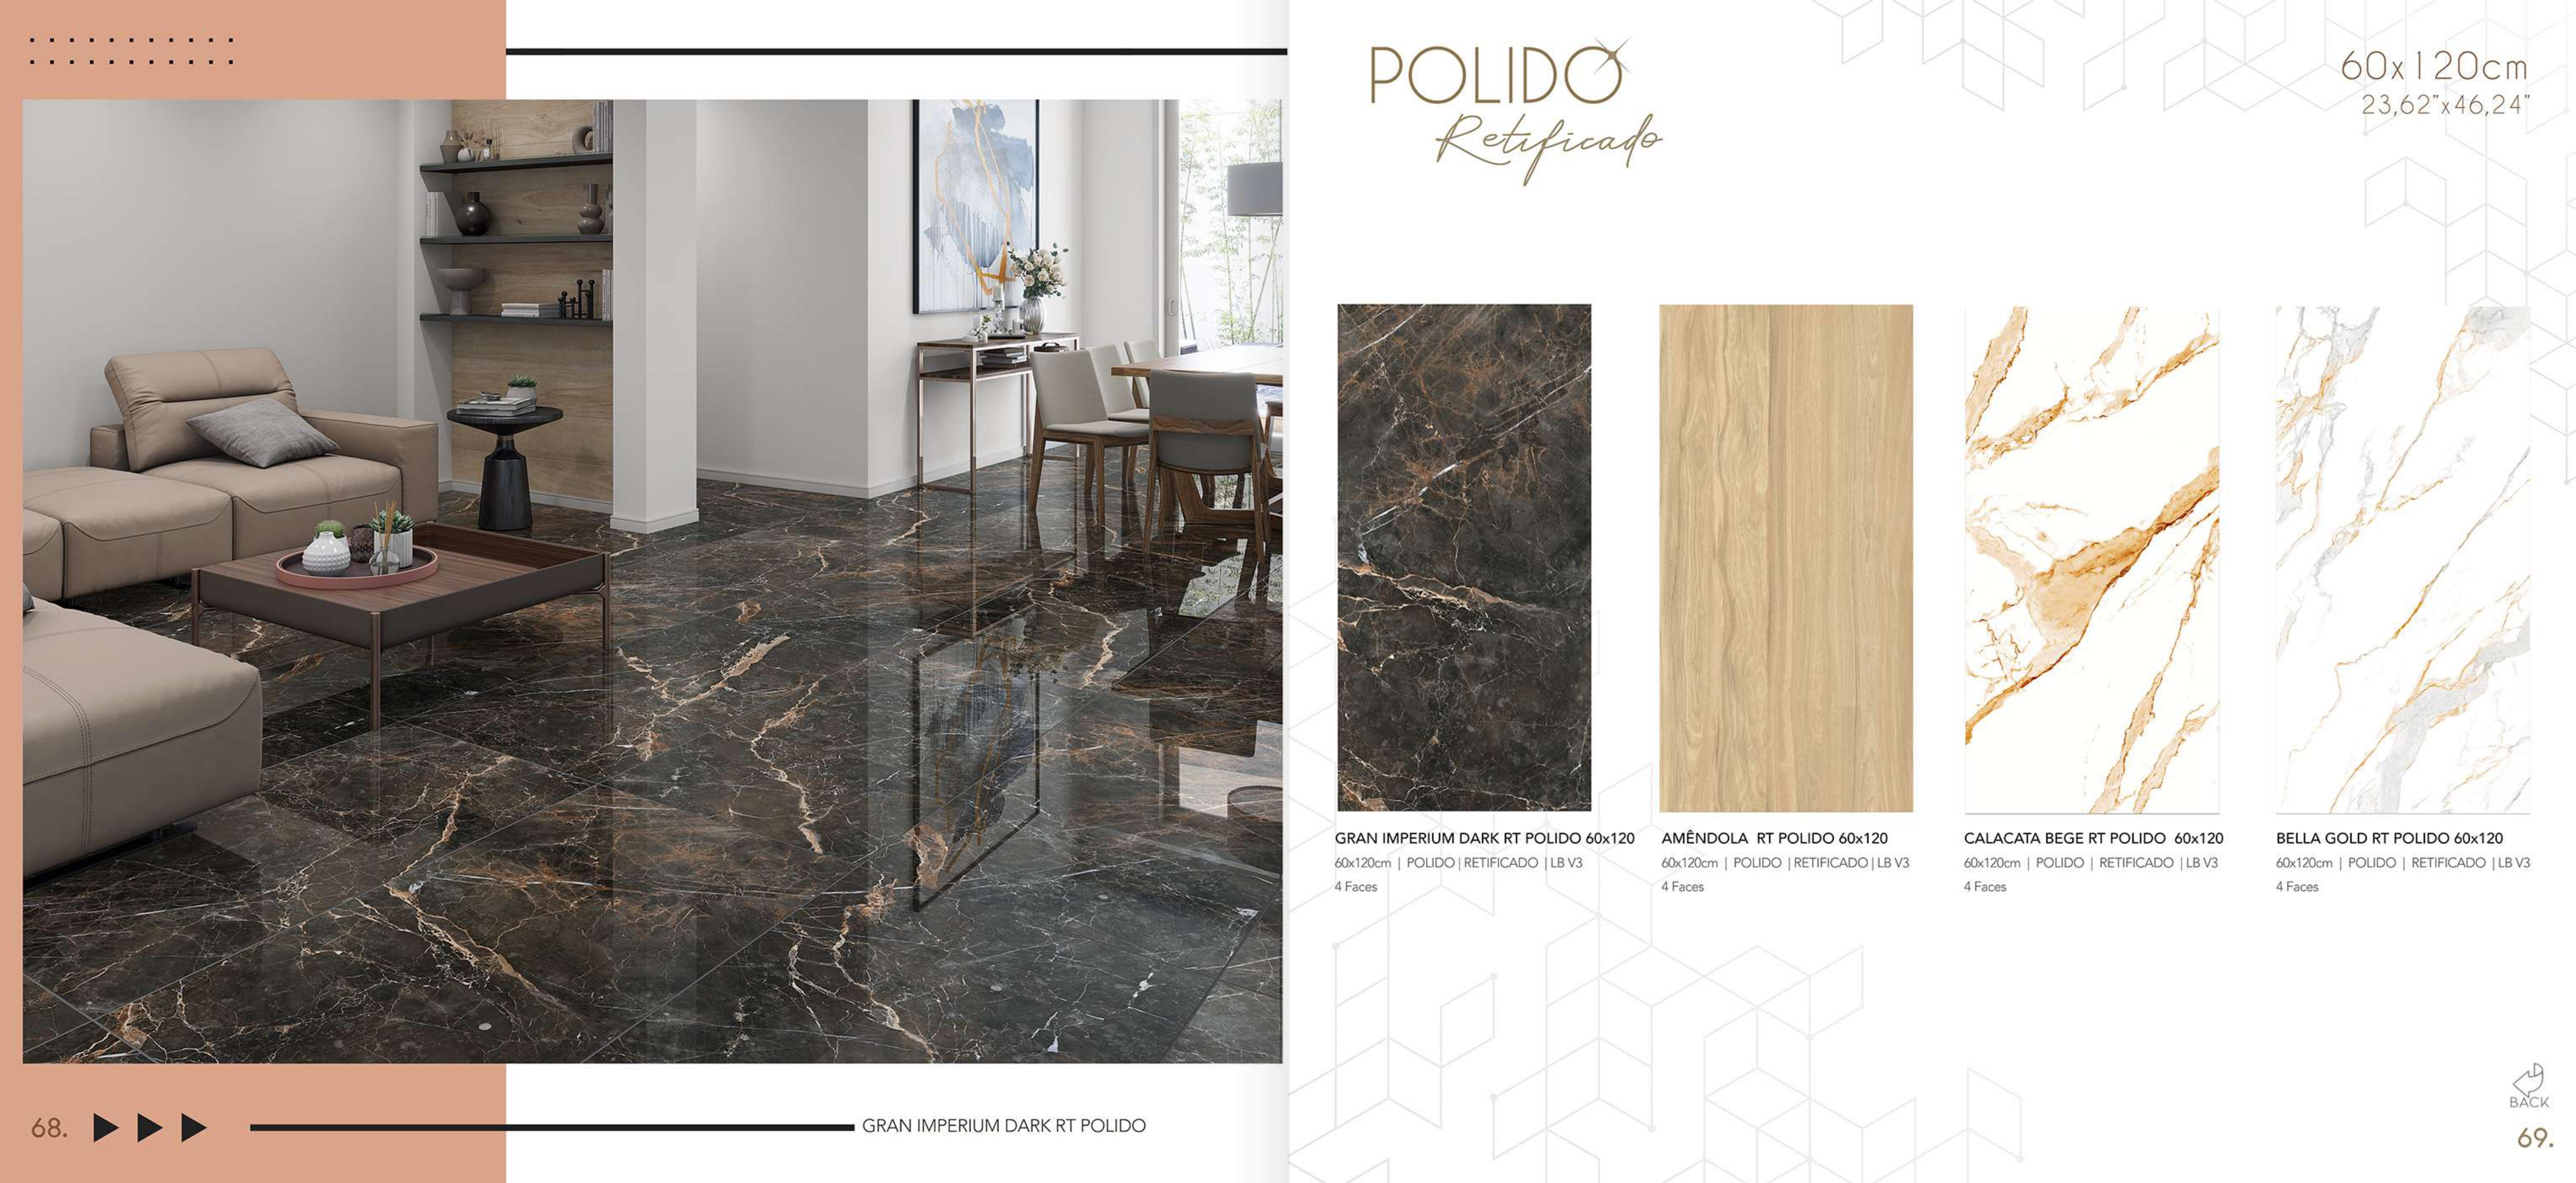 68.
GRAN IMPERIUM DARK RT POLIDO
POLIDO
Retificado
60x120cm
23,62”x46,24”
GRAN IMPERIUM DARK RT POLIDO 60x120
60x120cm | POLIDO | RETIFICADO | LB V3
4 Faces
AMÊNDOLA RT POLIDO 60x120
60x120cm | POLIDO | RETIFICADO | LB V3
4 Faces
CALACATA BEGE RT POLIDO 60x120
60x120cm | POLIDO | RETIFICADO | LB V3
4 Faces
BELLA GOLD RT POLIDO 60x120
60x120cm | POLIDO | RETIFICADO | LB V3
4 Faces
BACK
69.